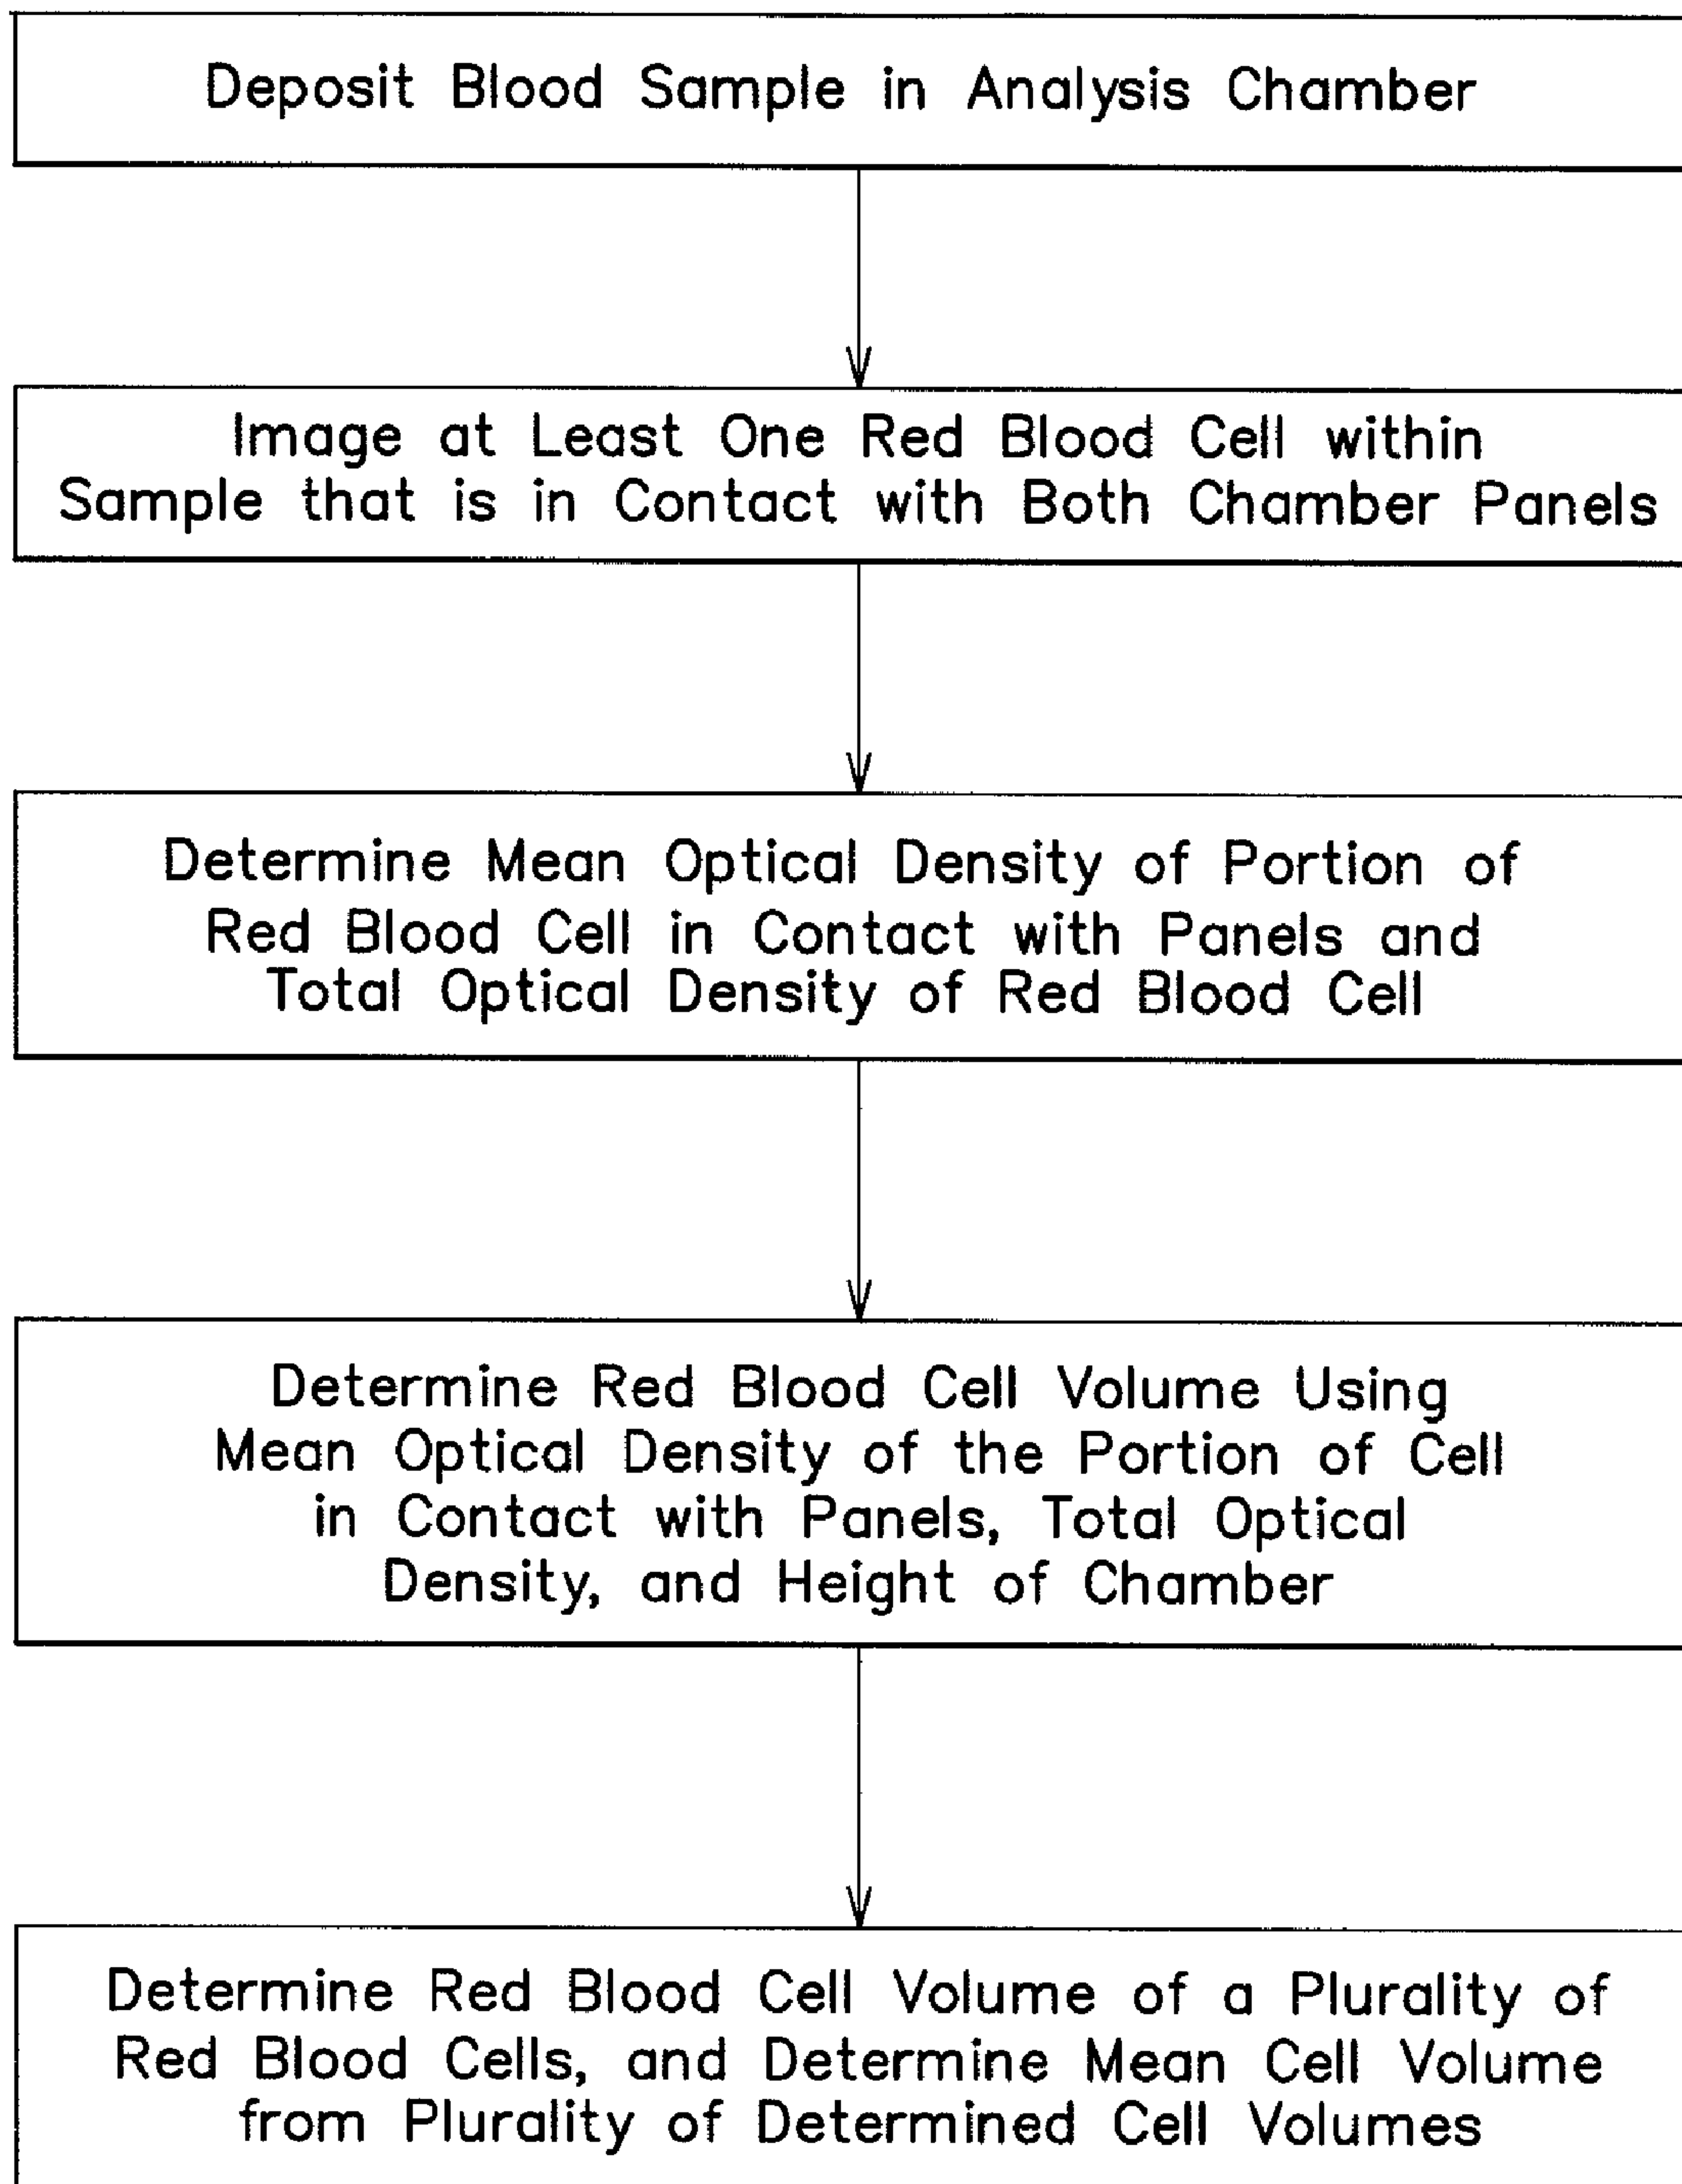 Deposit Blood Sample in Analysis Chamber
Image at Least One Red Blood Cell within
Sample that is in Contact with Both Chamber Panels
Determine Mean Optical Density of Portion of
Red Blood Cell in Contact with Panels and
Total Optical Density of Red Blood Cell
Determine Red Blood Cell Volume Using
Mean Optical Density of the Portion of Cell
in Contact with Panels, Total Optical
Density, and Height of Chamber
Determine Red Blood Cell Volume of a Plurality of
Red Blood Cells, and Determine Mean Cell Volume
from Plurality of Determined Cell Volumes